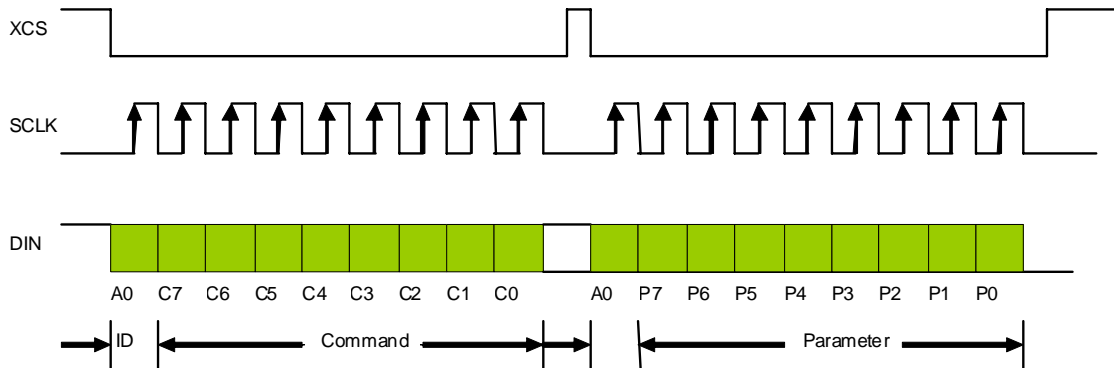 XCS
SCLK
DIN
A0 C7 C6 C5 C4 C3 C2 C1 C0 A0 P7 P6 P5 P4 P3 P2 P1 P0
ID Command Parameter